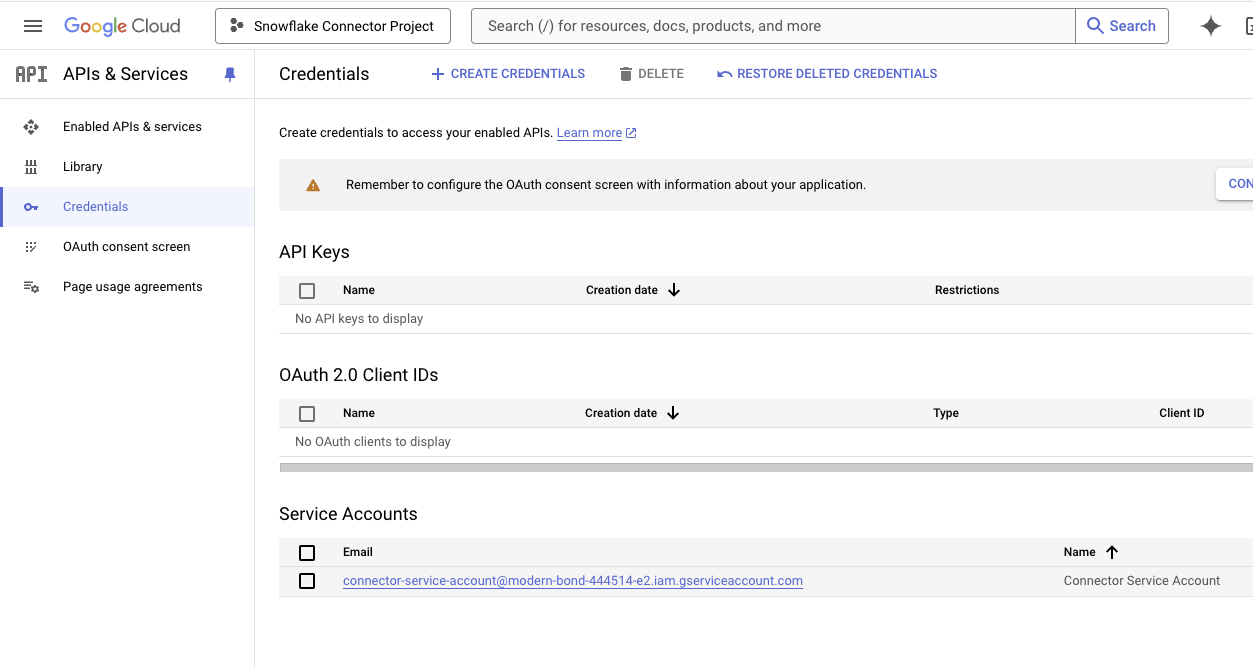 Google Cloud Snowflake Connector Project Search (/) for resources, docs, products, and more Search
API APIs & Services Credentials CREATE CREDENTIALS DELETE RESTORE DELETED CREDENTIALS
Enabled APIs & services
Library
Credentials
OAuth consent screen
Page usage agreements
Create credentials to access your enabled APIs. Learn more
Remember to configure the OAuth consent screen with information about your application. CON
API Keys
Name Creation date Restrictions
No API keys to display
OAuth 2.0 Client IDs
Name Creation date Type Client ID
No OAuth clients to display
Service Accounts
Email Name
connector-service-account@modern-bond-444514-e2.iam.gserviceaccount.com Connector Service Account